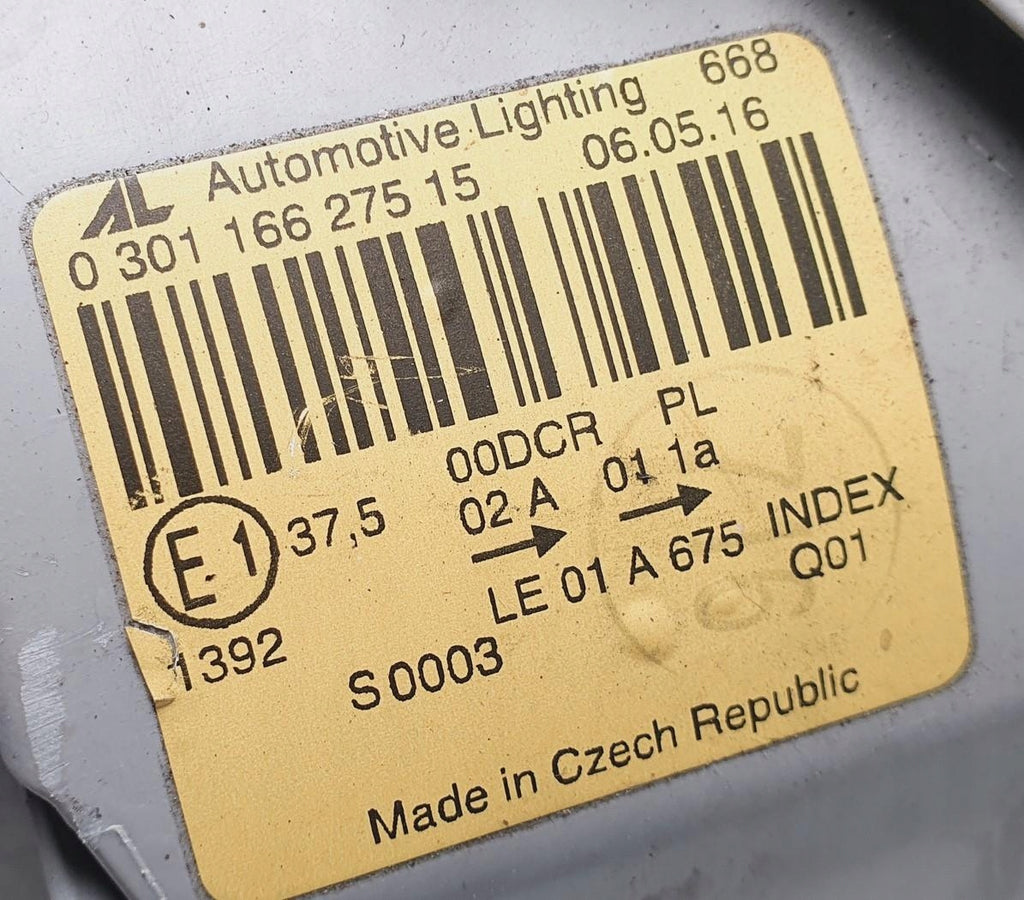 AL Automotive Lighting 668
0 301 166 275 15 06.05.16
00DCR PL
E1 37,5 02 A 01 1a
→ →
LE 01 A 675 INDEX
Q01
1392
S0003
Made in Czech Republic